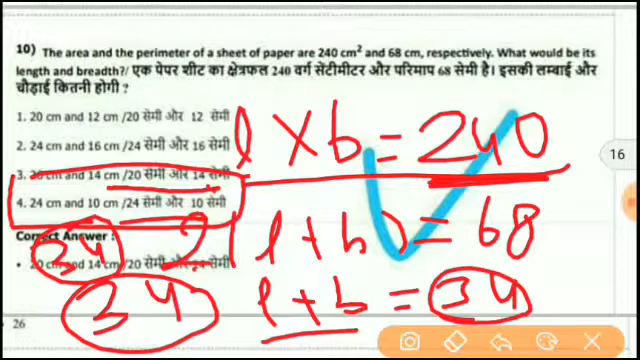 10) The area and the perimeter of a sheet of paper are 240 cm² and 68 cm, respectively. What would be its
length and breadth?/ एक पेपर शीट का क्षेत्रफल 240 वर्ग सेंटीमीटर और परिमाप 68 सेमी है। इसकी लम्बाई और
चौड़ाई कितनी होगी ?
1. 20 cm and 12 cm /20 सेमी और 12 सेमी
2. 24 cm and 16 cm /24 सेमी और 16 सेमी
l × b = 240
3. 20 cm and 14 cm /20 सेमी और 14 सेमी
16
4. 24 cm and 10 cm /24 सेमी और 10 सेमी
Correct Answer :
34
2(l + b) = 68
20 cm and 14 cm /20 सेमी और
34
l + b = 34
26